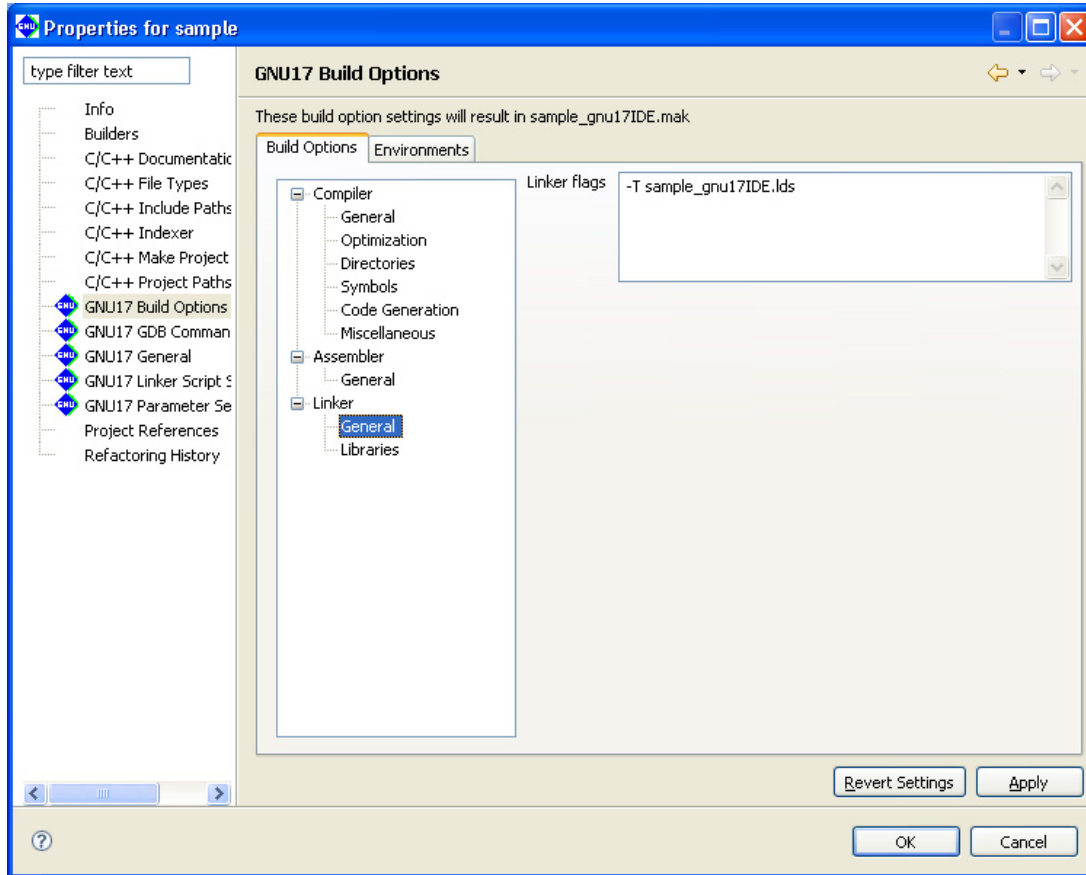 Properties for sample
type filter text
Info
Builders
C/C++ Documentatic
C/C++ File Types
C/C++ Include Paths
C/C++ Indexer
C/C++ Make Project
C/C++ Project Paths
GNU17 Build Options
GNU17 GDB Comman
GNU17 General
GNU17 Linker Script S
GNU17 Parameter Se
Project References
Refactoring History
GNU17 Build Options
These build option settings will result in sample_gnu17IDE.mak
Build Options Environments
Compiler
General
Optimization
Directories
Symbols
Code Generation
Miscellaneous
Assembler
General
Linker
General
Libraries
Linker flags -T sample_gnu17IDE.lds
Revert Settings Apply
OK Cancel